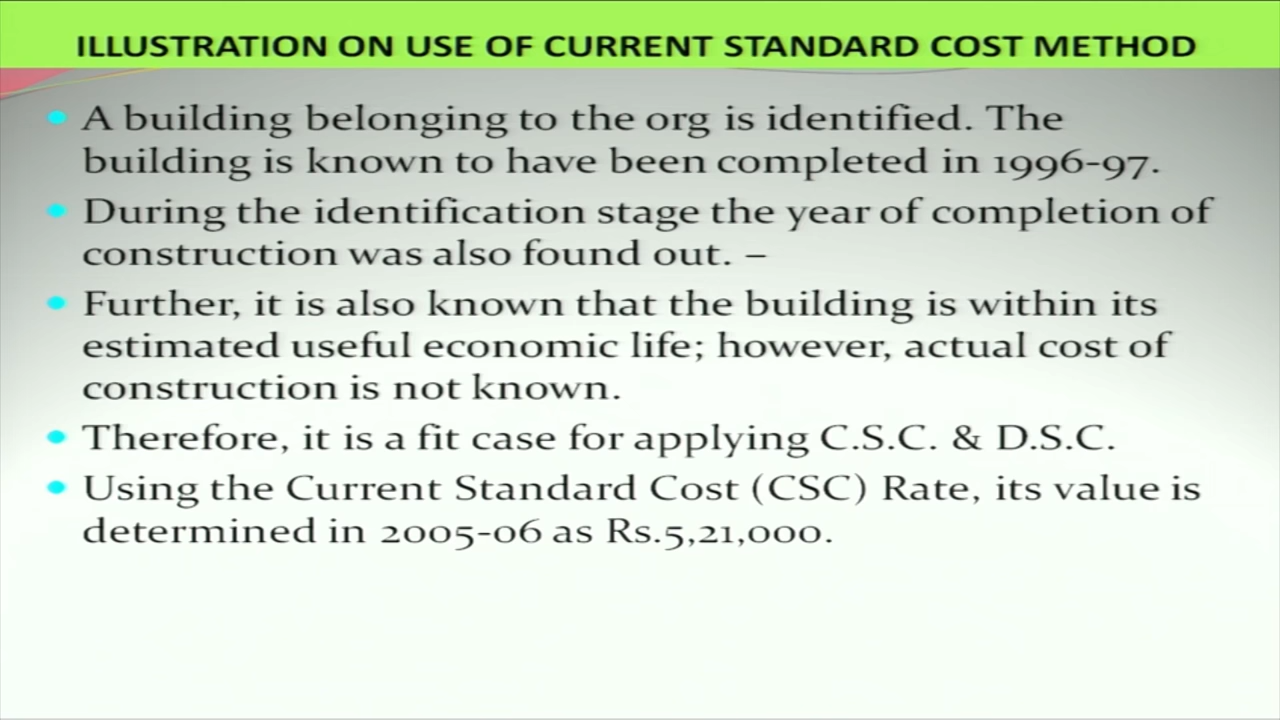 ILLUSTRATION ON USE OF CURRENT STANDARD COST METHOD
A building belonging to the org is identified. The
building is known to have been completed in 1996-97.
During the identification stage the year of completion of
construction was also found out. –
Further, it is also known that the building is within its
estimated useful economic life; however, actual cost of
construction is not known.
Therefore, it is a fit case for applying C.S.C. & D.S.C.
Using the Current Standard Cost (CSC) Rate, its value is
determined in 2005-06 as Rs.5,21,000.